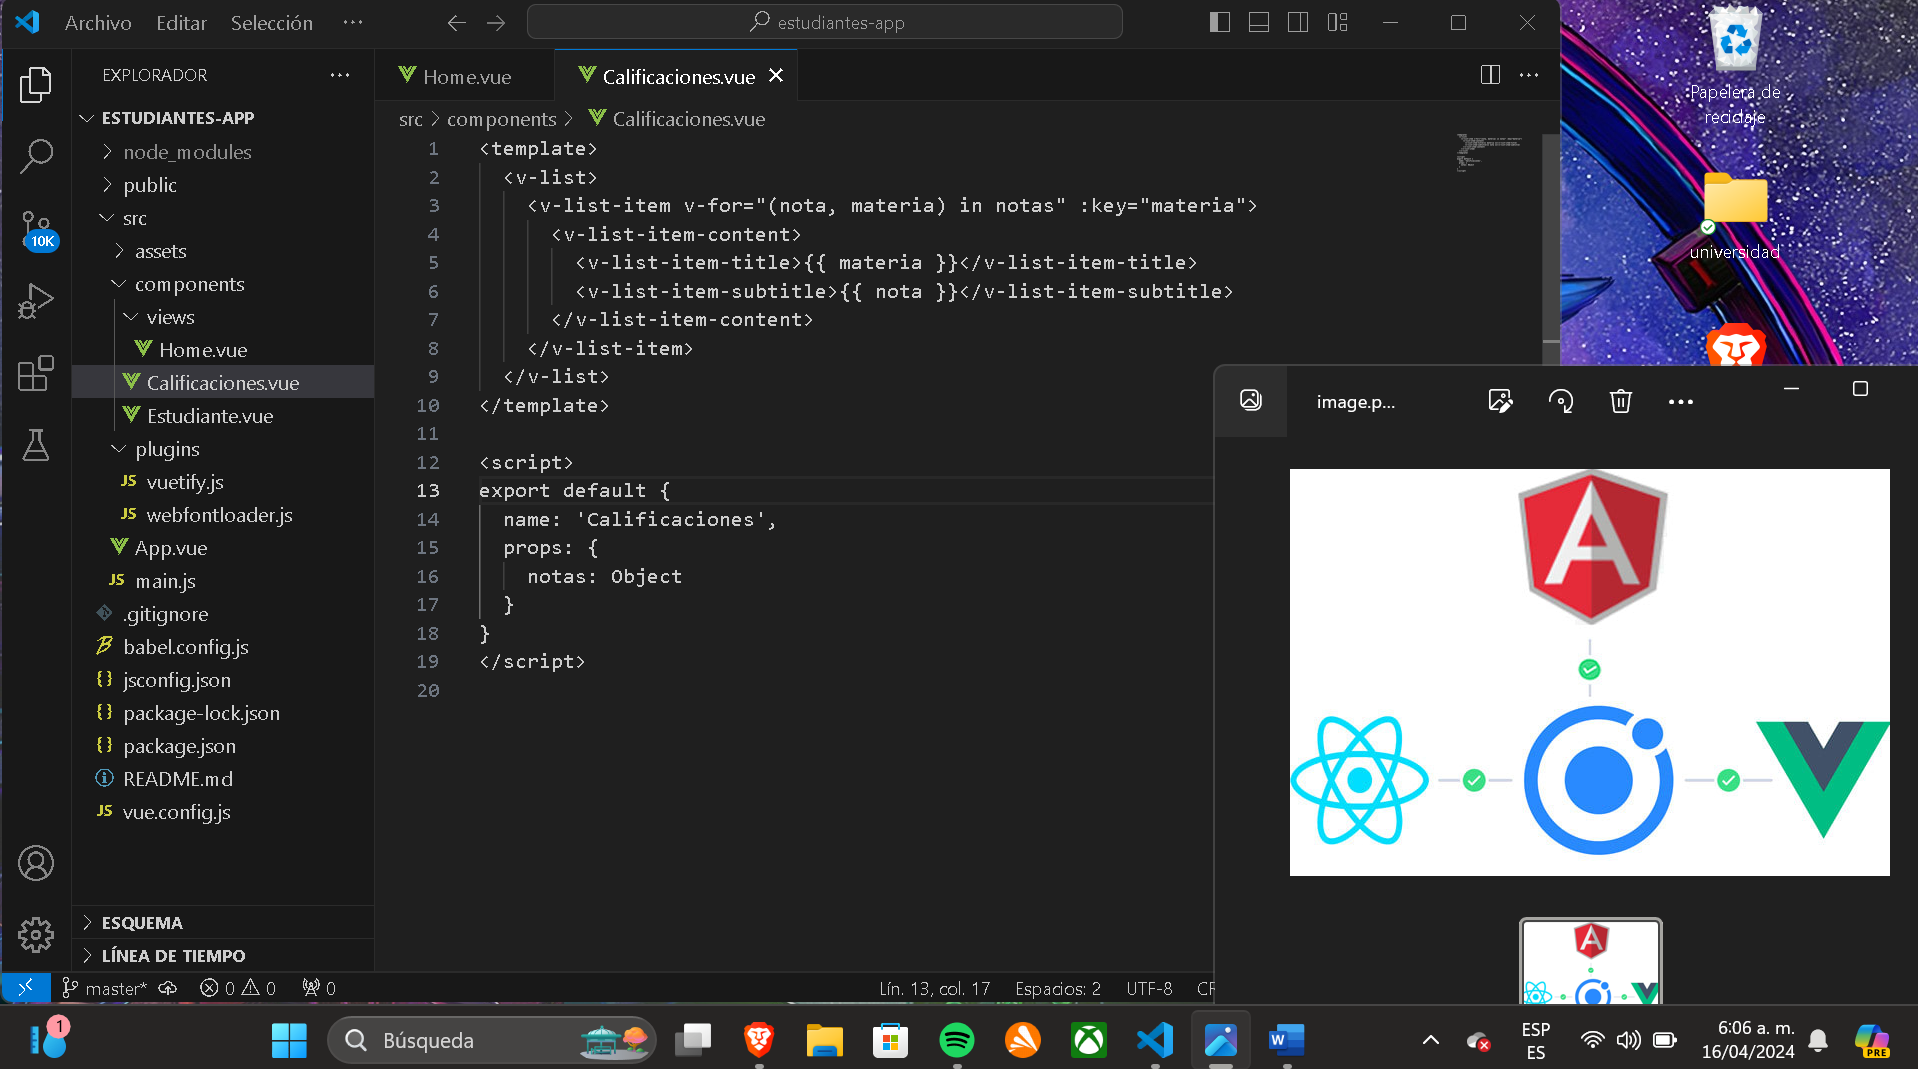 Archivo Editar Selección ···
estudiantes-app
EXPLORADOR ···
ESTUDIANTES-APP
node_modules
public
src
assets
components
views
Home.vue
Calificaciones.vue
Estudiante.vue
plugins
JS vuetify.js
JS webfontloader.js
App.vue
JS main.js
.gitignore
babel.config.js
{} jsconfig.json
{} package-lock.json
{} package.json
README.md
JS vue.config.js
ESQUEMA
LÍNEA DE TIEMPO
10K
Home.vue
Calificaciones.vue
src > components > Calificaciones.vue
1 <template>
2 <v-list>
3 <v-list-item v-for="(nota, materia) in notas" :key="materia">
4 <v-list-item-content>
5 <v-list-item-title>{{ materia }}</v-list-item-title>
6 <v-list-item-subtitle>{{ nota }}</v-list-item-subtitle>
7 </v-list-item-content>
8 </v-list-item>
9 </v-list>
10 </template>
11
12 <script>
13 export default {
14 name: 'Calificaciones',
15 props: {
16 notas: Object
17 }
18 }
19 </script>
20
master* 0 0 0
Lín. 13, col. 17 Espacios: 2 UTF-8
Papelera de
reciclaje
universidad
image.p...
A
A
1
Búsqueda
W
ESP
ES
6:06 a. m.
16/04/2024
PRE